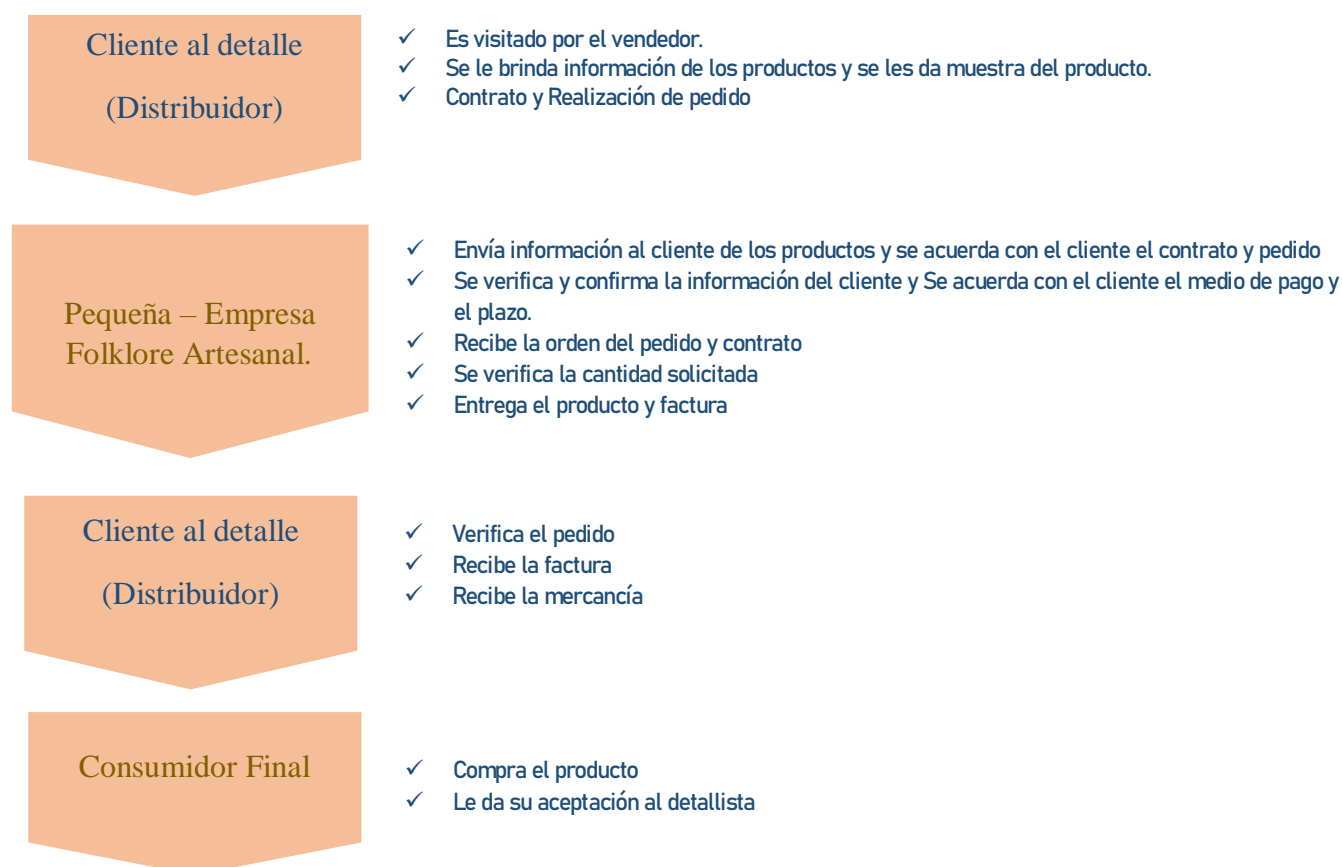 Cliente al detalle
(Distribuidor)
✓ Es visitado por el vendedor.
✓ Se le brinda información de los productos y se les da muestra del producto.
✓ Contrato y Realización de pedido
Pequeña – Empresa
Folklore Artesanal.
✓ Envía información al cliente de los productos y se acuerda con el cliente el contrato y pedido
✓ Se verifica y confirma la información del cliente y Se acuerda con el cliente el medio de pago y
el plazo.
✓ Recibe la orden del pedido y contrato
✓ Se verifica la cantidad solicitada
✓ Entrega el producto y factura
Cliente al detalle
(Distribuidor)
✓ Verifica el pedido
✓ Recibe la factura
✓ Recibe la mercancía
Consumidor Final
✓ Compra el producto
✓ Le da su aceptación al detallista